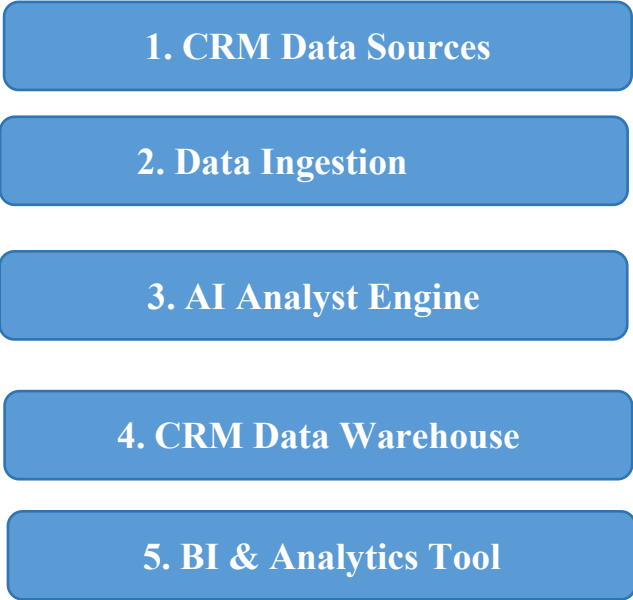 1. CRM Data Sources
2. Data Ingestion
3. AI Analyst Engine
4. CRM Data Warehouse
5. BI & Analytics Tool